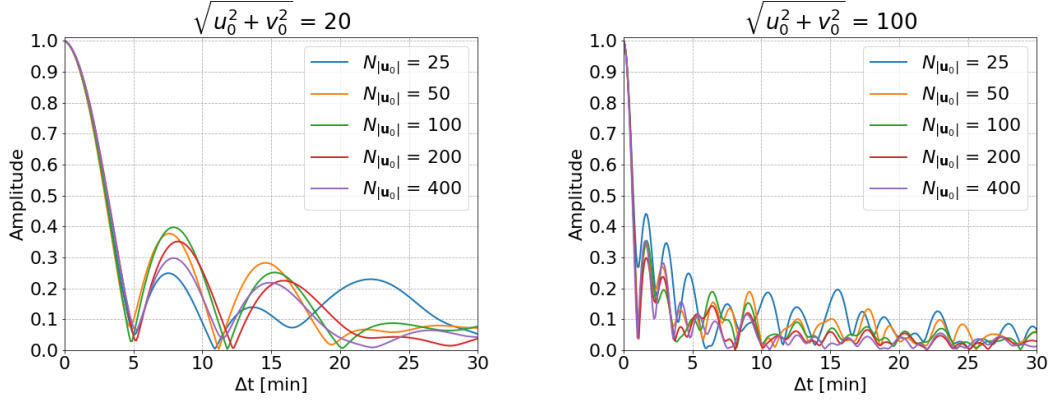 √u₀² + v₀² = 20
1.0
0.9
0.8
0.7
0.6
0.5
0.4
0.3
0.2
0.1
0.0
Amplitude
N|u₀| = 25
N|u₀| = 50
N|u₀| = 100
N|u₀| = 200
N|u₀| = 400
0 5 10 15 20 25 30
Δt [min]
√u₀² + v₀² = 100
1.0
0.9
0.8
0.7
0.6
0.5
0.4
0.3
0.2
0.1
0.0
Amplitude
N|u₀| = 25
N|u₀| = 50
N|u₀| = 100
N|u₀| = 200
N|u₀| = 400
0 5 10 15 20 25 30
Δt [min]